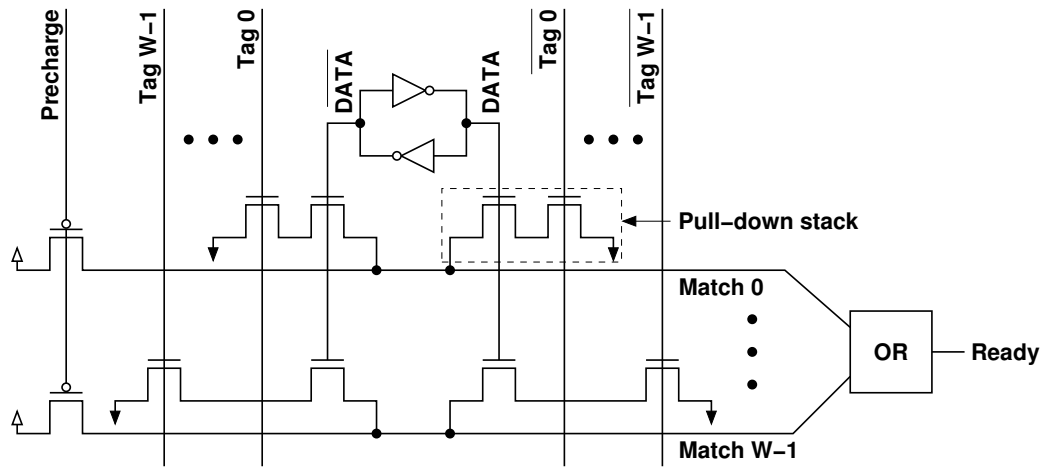 Precharge
Tag W−1
Tag 0
DATA
DATA
Tag 0
Tag W−1
Pull−down stack
Match 0
OR
Ready
Match W−1